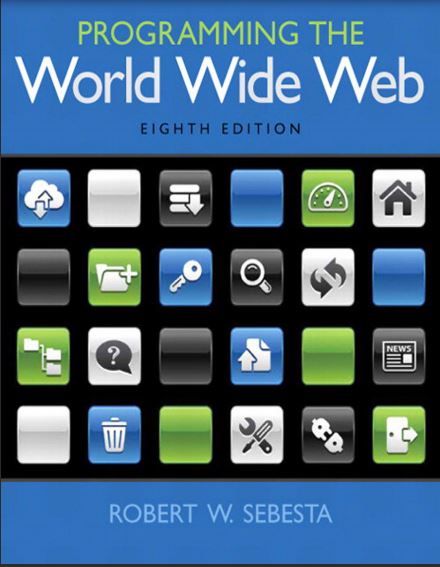 PROGRAMMING THE
World Wide Web
EIGHTH EDITION
?
NEWS
ROBERT W. SEBESTA